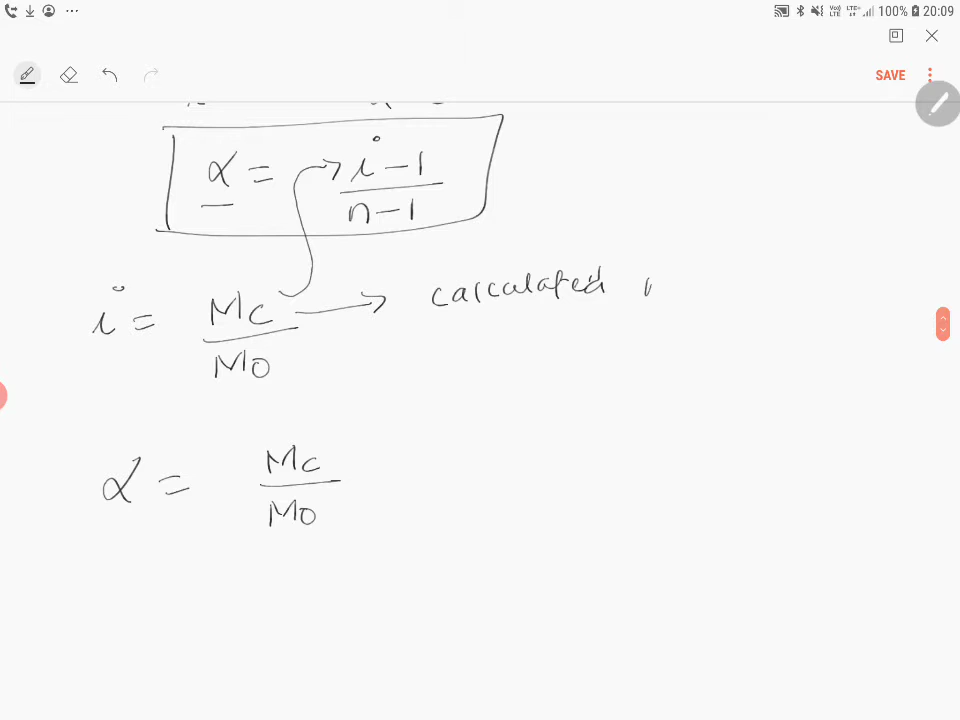 100% 20:09
SAVE
α = i-1
n-1
i = Mc → calculated
Mo
α = Mc
Mo